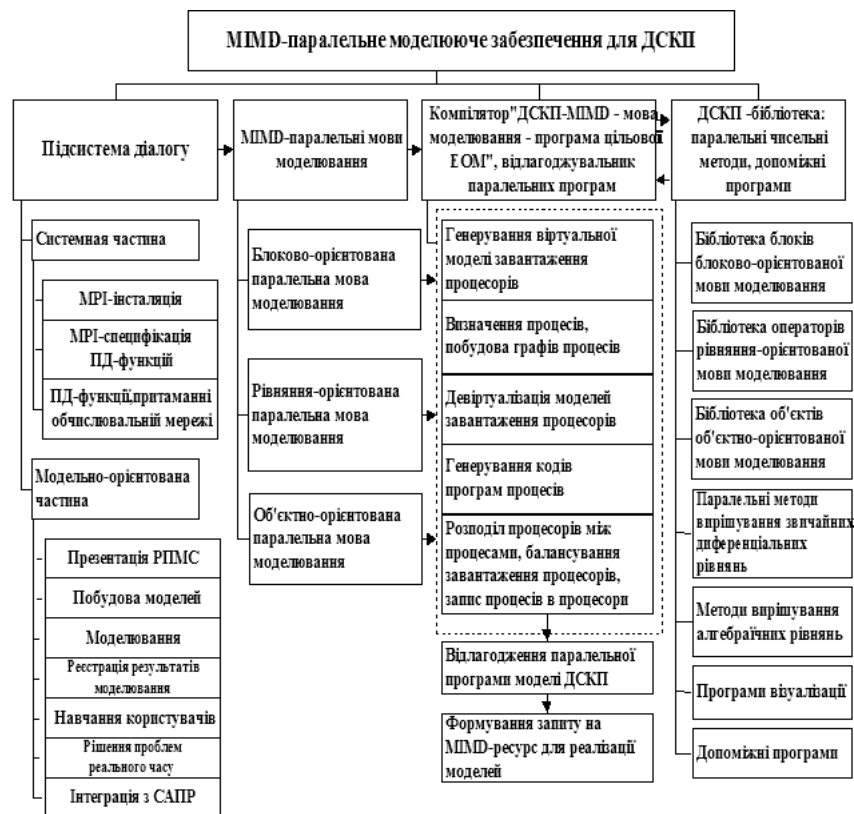 MIMD-паралельне моделююче забезпечення для ДСКП
Підсистема діалогу
MIMD-паралельні мови
моделювання
Компілятор"ДСКП-MIMD - мова
моделювання - програма цільової
ЕОМ", відлагоджувальник
паралельних програм
ДСКП -бібліотека:
паралельні чисельні
методи, допоміжні
програми
Системная частина
MPI-інсталяція
MPI-специфікація
ПД-функцій
ПД-функції,притаманні
обчислювальній мережі
Модельно-орієнтована
частина
Презентація РПМС
Побудова моделей
Моделювання
Реєстрація результатів
моделювання
Навчання користувачів
Рішення проблем
реального часу
Інтеграція з САПР
Блоково-орієнтована
паралельна мова
моделювання
Рівняння-орієнтована
паралельна мова
моделювання
Об'єктно-орієнтована
паралельна мова
моделювання
Генерування віртуальної
моделі завантаження
процесорів
Визначення процесів,
побудова графів процесів
Девіртуалізація моделей
завантаження процесорів
Генерування кодів
програм процесів
Розподіл процесорів між
процесами, балансування
завантаження процесорів,
запис процесів в процесори
Відлагодження паралельної
програми моделі ДСКП
Формування запиту на
MIMD-ресурс для реалізації
моделей
Бібліотека блоків
блоково-орієнтованої
мови моделювання
Бібліотека операторів
рівняння-орієнтованої
мови моделювання
Бібліотека об'єктів
об'єктно-орієнтованої
мови моделювання
Паралельні методи
вирішування звичайних
диференціальних
рівнянь
Методи вирішування
алгебраїчних рівнянь
Програми візуалізації
Допоміжні програми